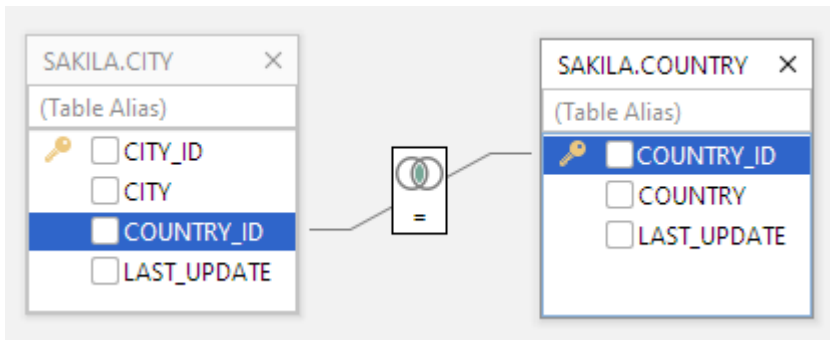 SAKILA.CITY
(Table Alias)
CITY_ID
CITY
COUNTRY_ID
LAST_UPDATE
=
SAKILA.COUNTRY
(Table Alias)
COUNTRY_ID
COUNTRY
LAST_UPDATE